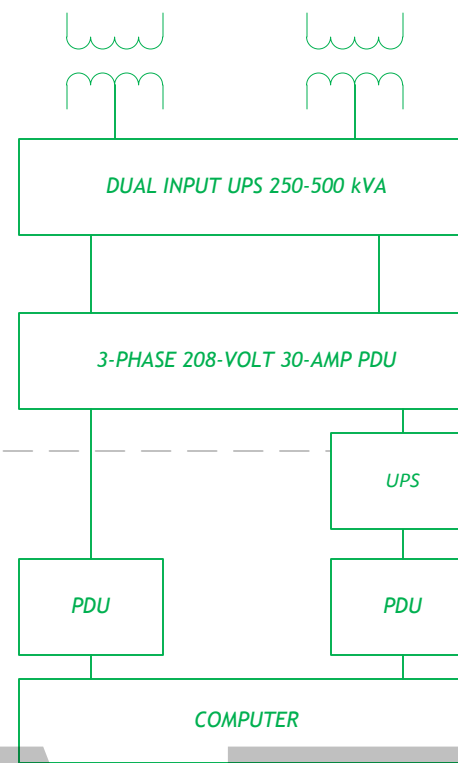 DUAL INPUT UPS 250-500 kVA
3-PHASE 208-VOLT 30-AMP PDU
UPS
PDU
PDU
COMPUTER